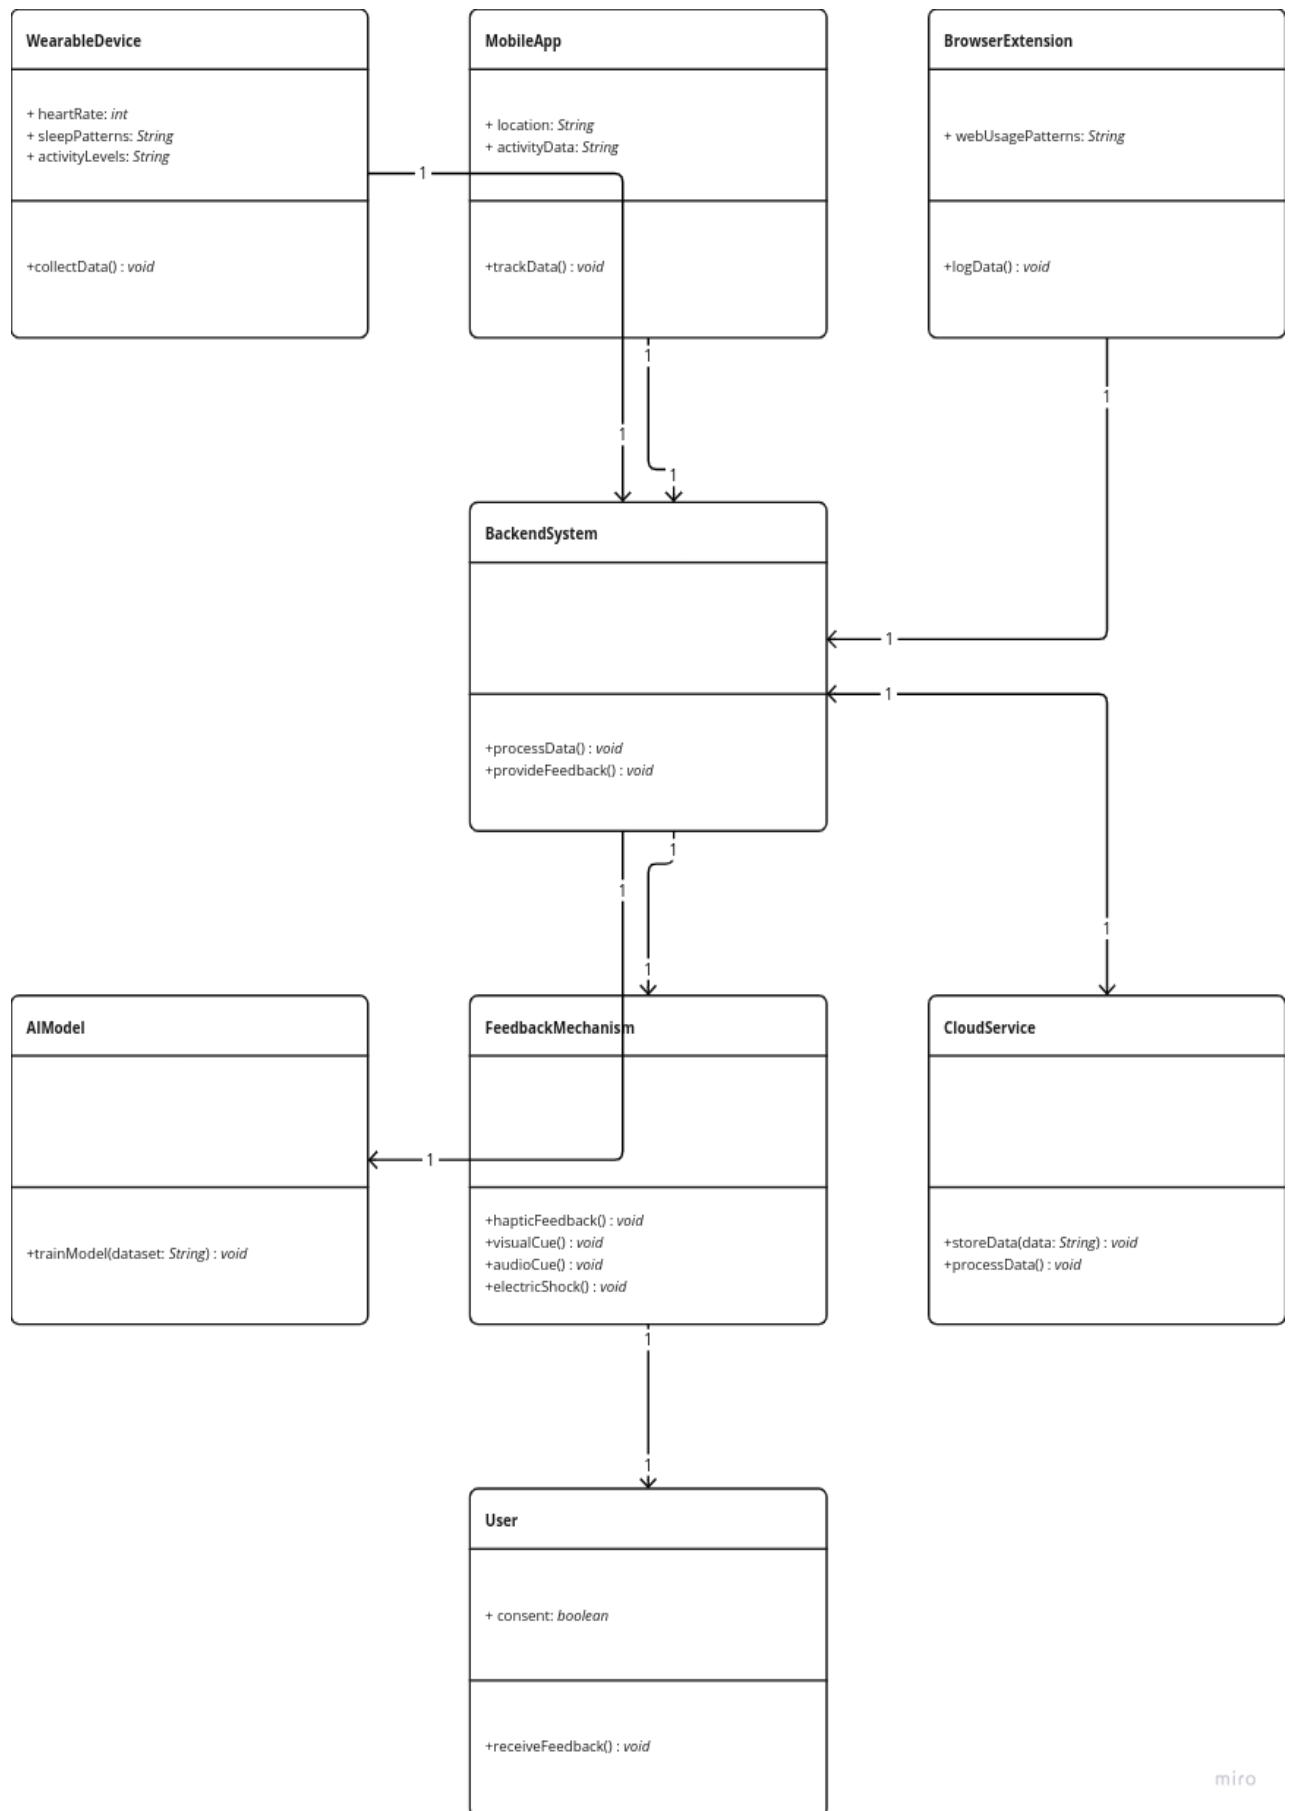 WearableDevice
+ heartRate: int
+ sleepPatterns: String
+ activityLevels: String
+collectData() : void
MobileApp
+ location: String
+ activityData: String
+trackData() : void
BrowserExtension
+ webUsagePatterns: String
+logData() : void
1
1
1
1
1
1
BackendSystem
+processData() : void
+provideFeedback() : void
1
1
1
1
1
1
AIModel
+trainModel(dataset: String) : void
FeedbackMechanism
+hapticFeedback() : void
+visualCue() : void
+audioCue() : void
+electricShock() : void
CloudService
+storeData(data: String) : void
+processData() : void
1
1
User
+ consent: boolean
+receiveFeedback() : void
miro